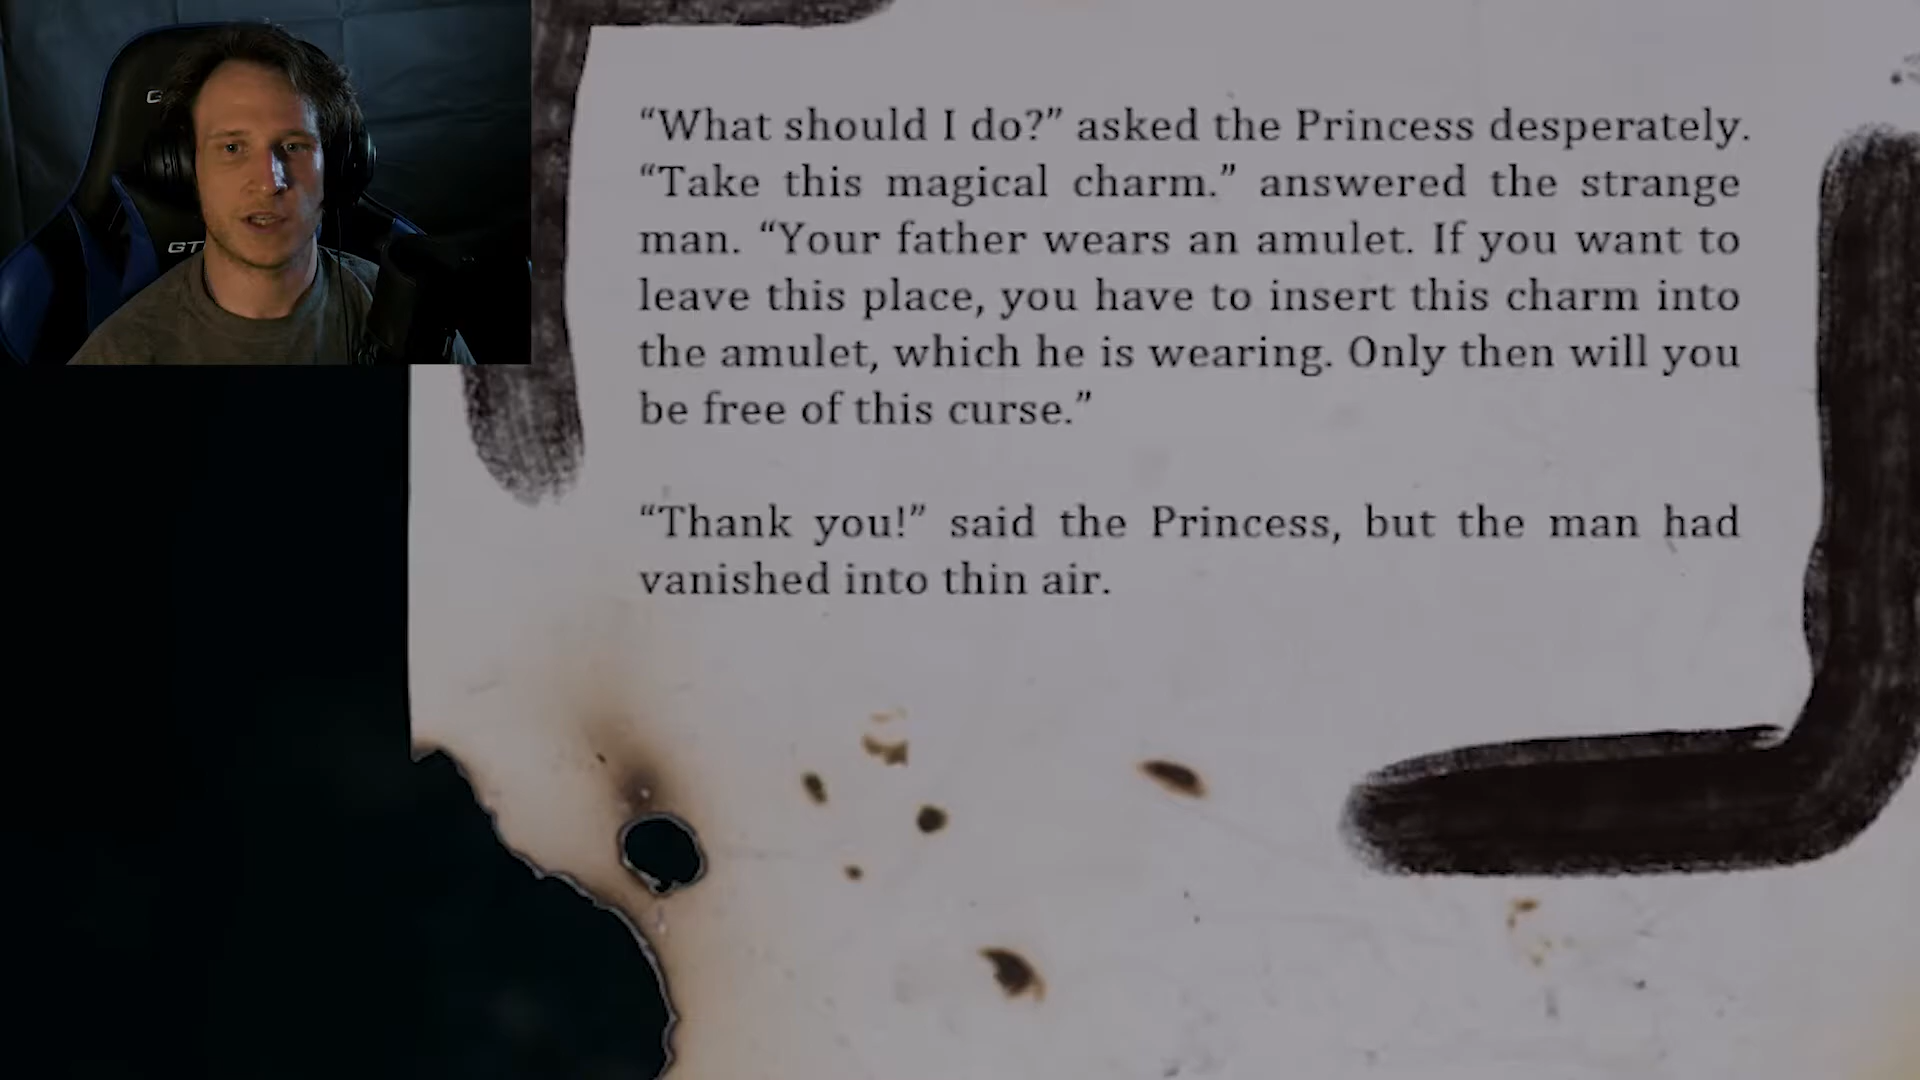 “What should I do?” asked the Princess desperately.
“Take this magical charm.” answered the strange
man. “Your father wears an amulet. If you want to
leave this place, you have to insert this charm into
the amulet, which he is wearing. Only then will you
be free of this curse.”
“Thank you!” said the Princess, but the man had
vanished into thin air.
GT